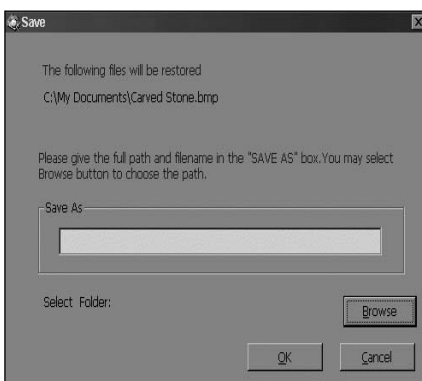 Save
The following files will be restored
C:\My Documents\Carved Stone.bmp
Please give the full path and filename in the "SAVE AS" box.You may select
Browse button to choose the path.
Save As
Select Folder:
Browse
OK
Cancel